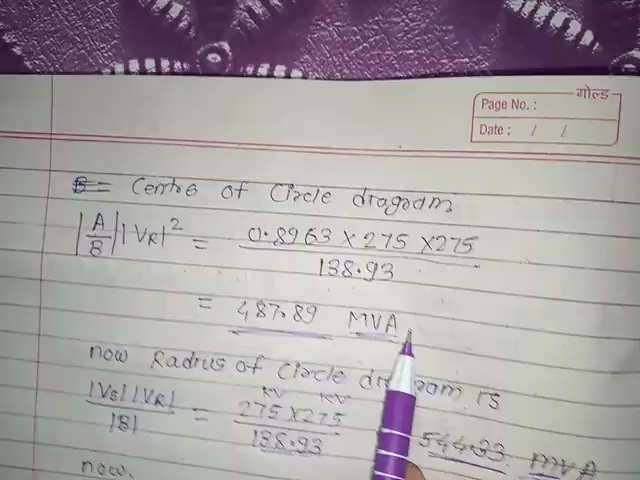 गोल्ड
Page No. :
Date : / /
Centre of Circle diagram
|A/B| |VR|² = 0.8963 x 275 x 275 / 138.93
= 487.89 MVA
now Radius of Circle diagram is
|Vs| |VR| / |B| = 275 KV x 275 KV / 138.93
544.33 MVA
now.